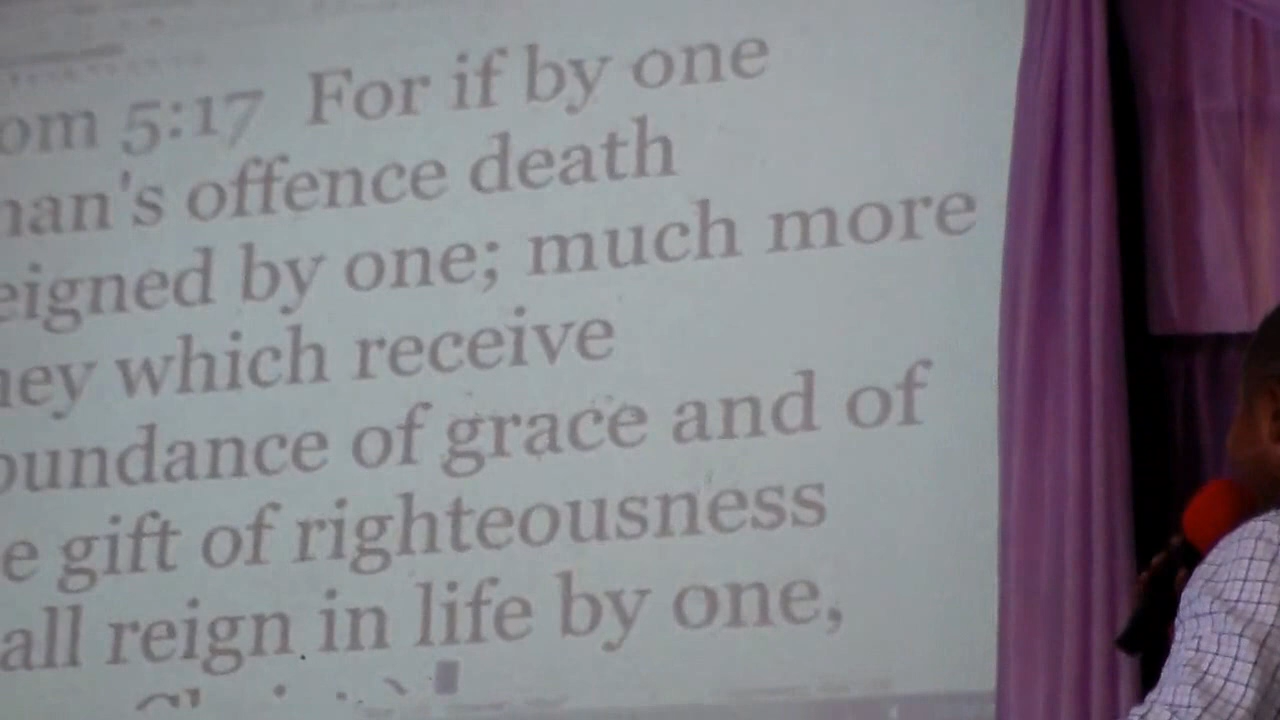 om 5:17 For if by one
nan's offence death
eigned by one; much more
ney which receive
oundance of grace and of
e gift of righteousness
all reign in life by one,